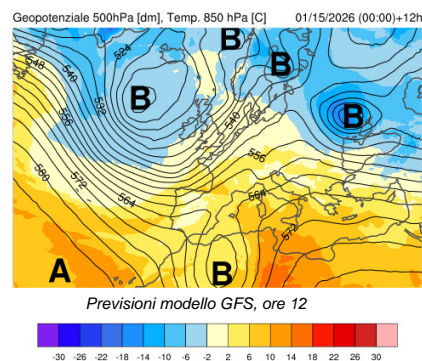 Geopotenziale 500hPa [dm], Temp. 850 hPa [C] 01/15/2026 (00:00)+12h
B
B
524
548
540
B
B
532
556
540
556
580
572
564
564
572
A
B
Previsioni modello GFS, ore 12
-30 -26 -22 -18 -14 -10 -6 -2 2 6 10 14 18 22 26 30